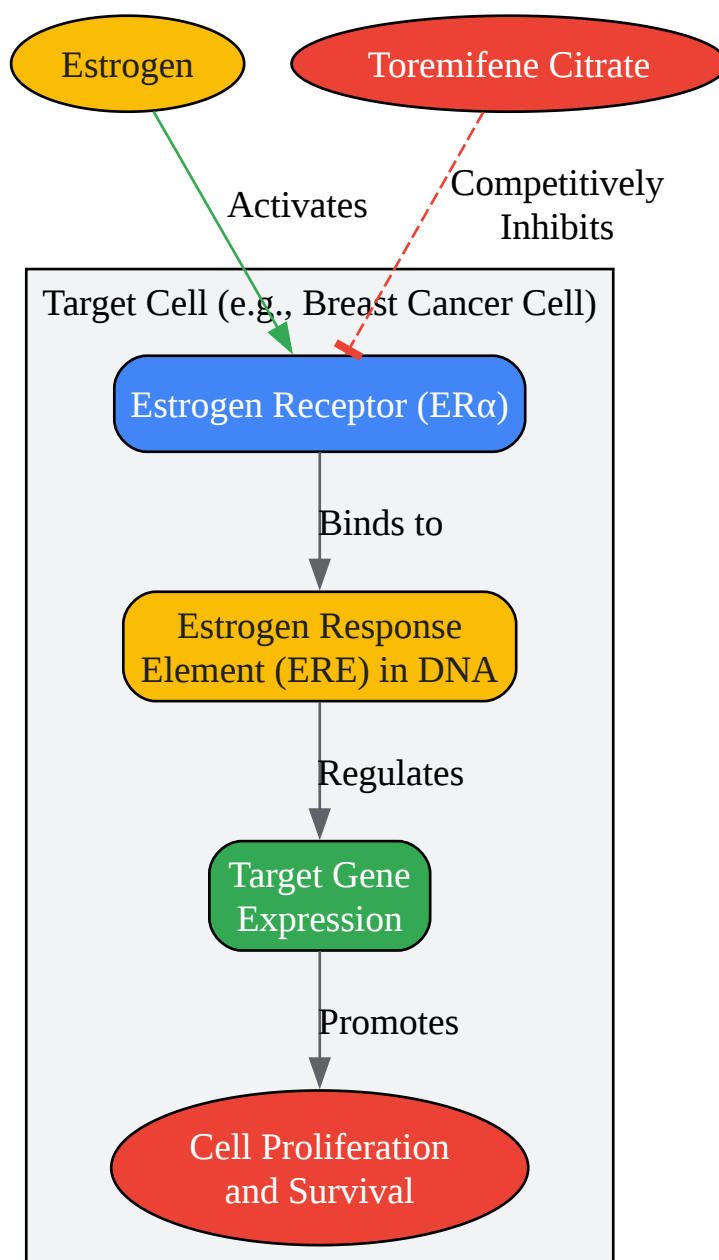 Estrogen
Toremifene Citrate
Activates
Competitively
Inhibits
Target Cell (e.g., Breast Cancer Cell)
Estrogen Receptor (ERα)
Binds to
Estrogen Response
Element (ERE) in DNA
Regulates
Target Gene
Expression
Promotes
Cell Proliferation
and Survival